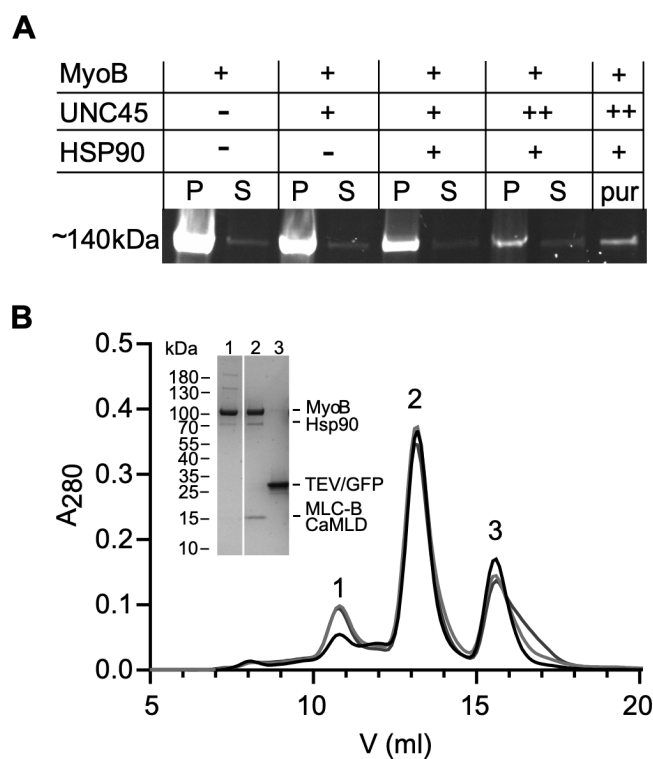 A
MyoB + + + + +
UNC45 - + + ++ ++
HSP90 - - + + +
P S P S P S P S pur
~140kDa
B
0.5
0.4
0.3
0.2
0.1
0.0
A280
kDa 1 2 3
180
130
100
70
55
40
35
25
15
10
MyoB
Hsp90
TEV/GFP
MLC-B
CaMLD
1
2
3
5 10 15 20
V (ml)